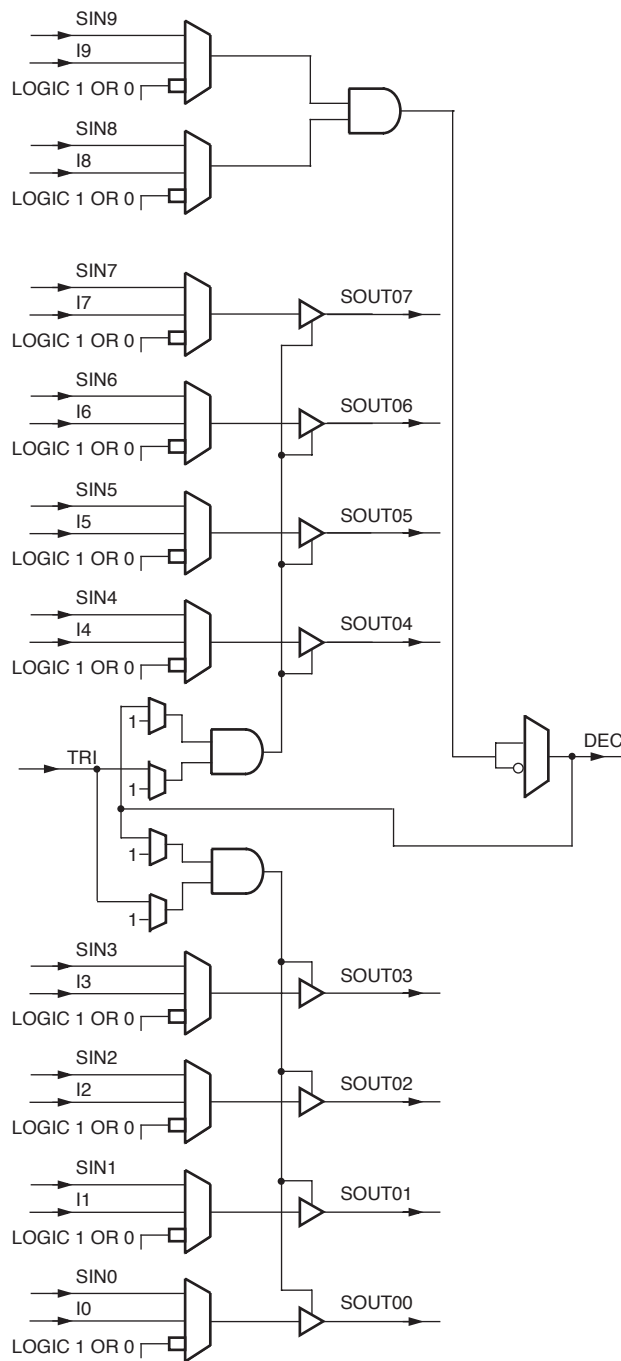 SIN9
I9
LOGIC 1 OR 0
SIN8
I8
LOGIC 1 OR 0
SIN7
I7
LOGIC 1 OR 0
SOUT07
SIN6
I6
LOGIC 1 OR 0
SOUT06
SIN5
I5
LOGIC 1 OR 0
SOUT05
SIN4
I4
LOGIC 1 OR 0
SOUT04
1
TRI
1
DEC
1
1
SIN3
I3
LOGIC 1 OR 0
SOUT03
SIN2
I2
LOGIC 1 OR 0
SOUT02
SIN1
I1
LOGIC 1 OR 0
SOUT01
SIN0
I0
LOGIC 1 OR 0
SOUT00